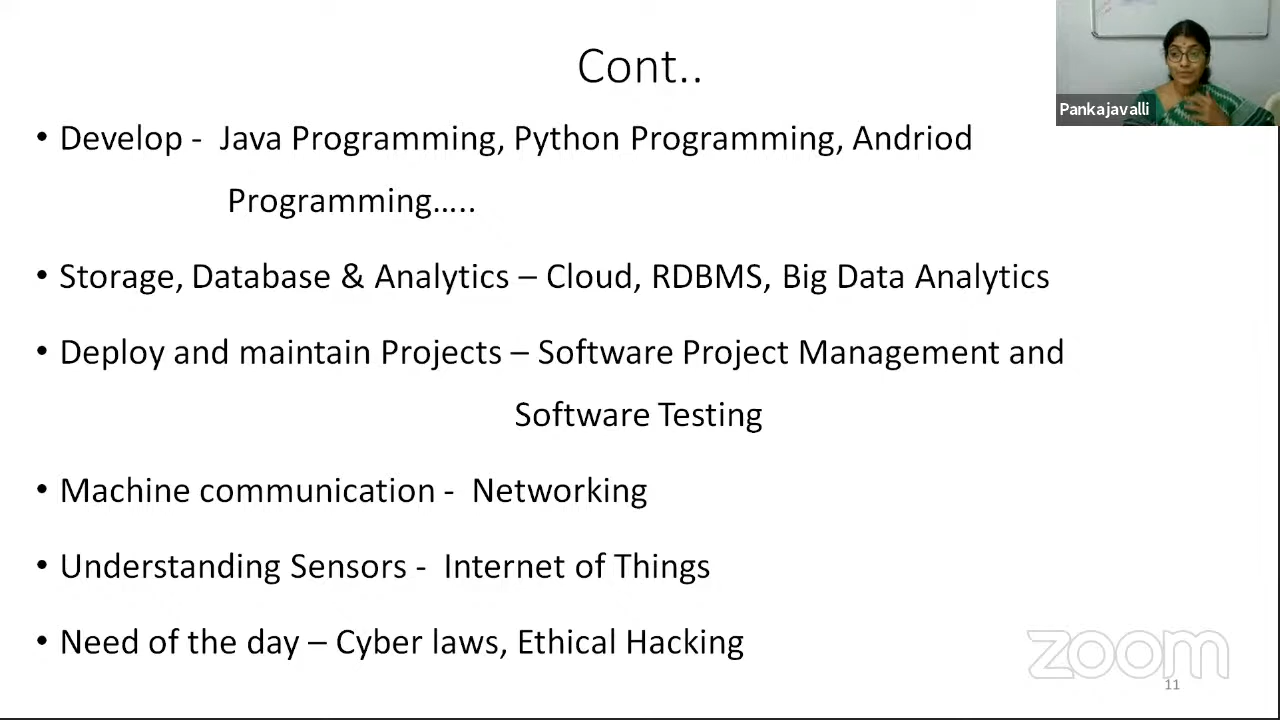 Cont..
Pankajavalli
• Develop - Java Programming, Python Programming, Andriod
Programming…..
• Storage, Database & Analytics – Cloud, RDBMS, Big Data Analytics
• Deploy and maintain Projects – Software Project Management and
Software Testing
• Machine communication - Networking
• Understanding Sensors - Internet of Things
• Need of the day – Cyber laws, Ethical Hacking
zoom
11